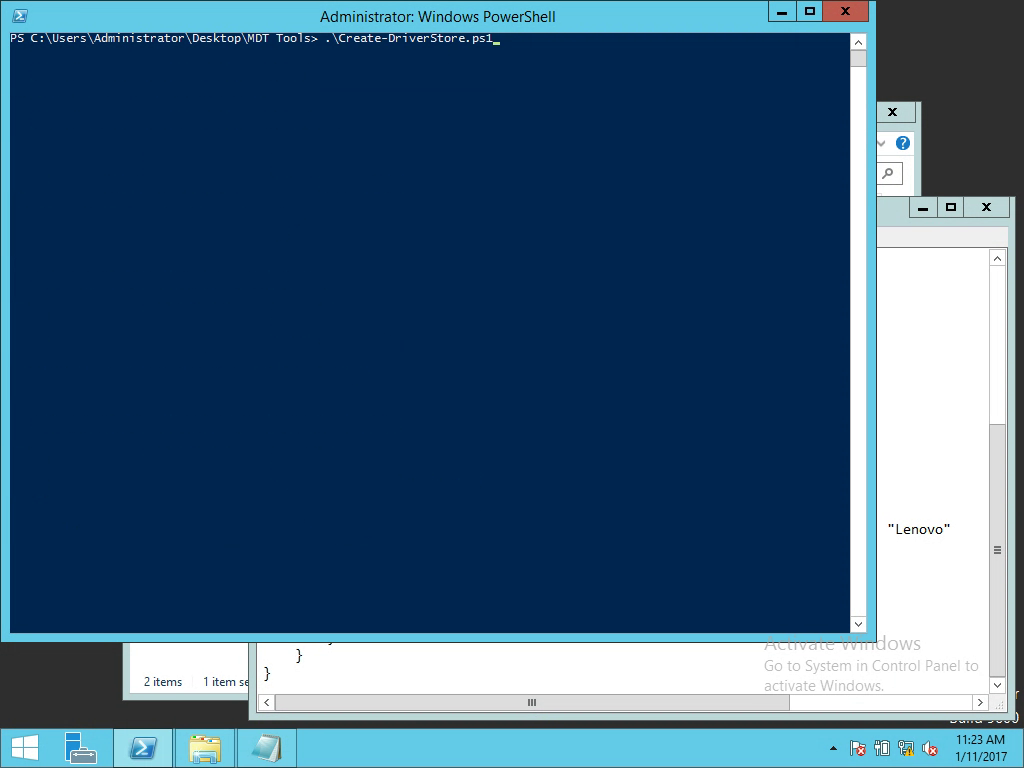 Administrator: Windows PowerShell
PS C:\Users\Administrator\Desktop\MDT Tools> .\Create-DriverStore.ps1
"Lenovo"
}
}
2 items 1 item se
Activate Windows
Go to System in Control Panel to
activate Windows.
11:23 AM
1/11/2017